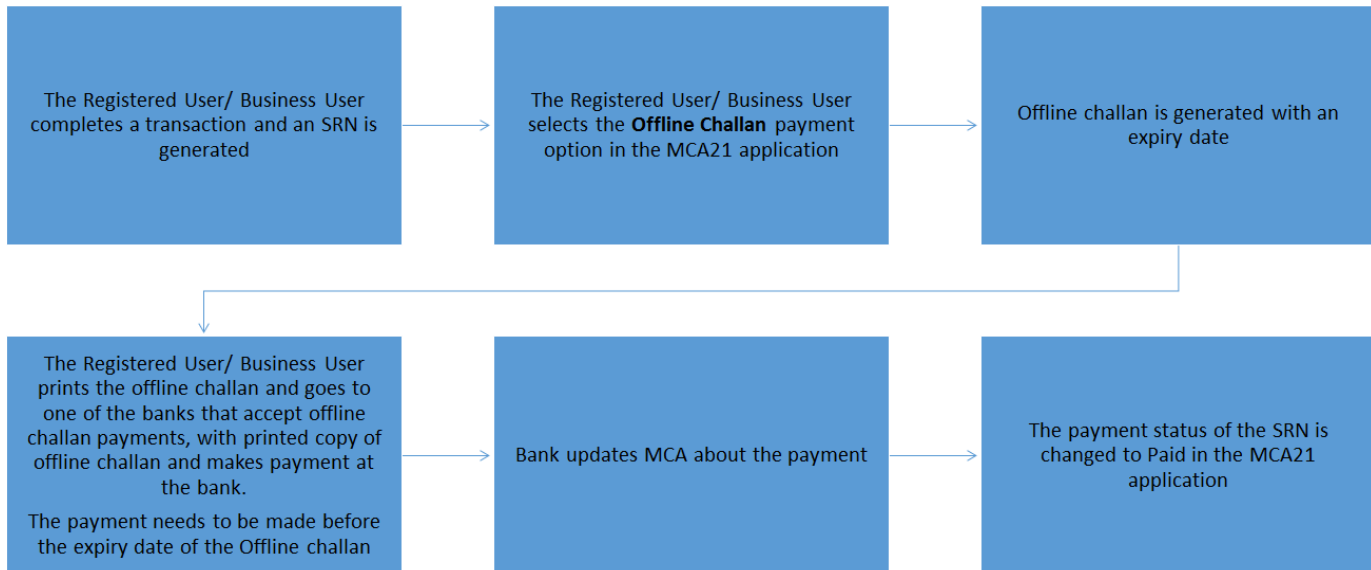 The Registered User/ Business User
completes a transaction and an SRN is
generated
The Registered User/ Business User
selects the Offline Challan payment
option in the MCA21 application
Offline challan is generated with an
expiry date
The Registered User/ Business User
prints the offline challan and goes to
one of the banks that accept offline
challan payments, with printed copy of
offline challan and makes payment at
the bank.
The payment needs to be made before
the expiry date of the Offline challan
Bank updates MCA about the payment
The payment status of the SRN is
changed to Paid in the MCA21
application